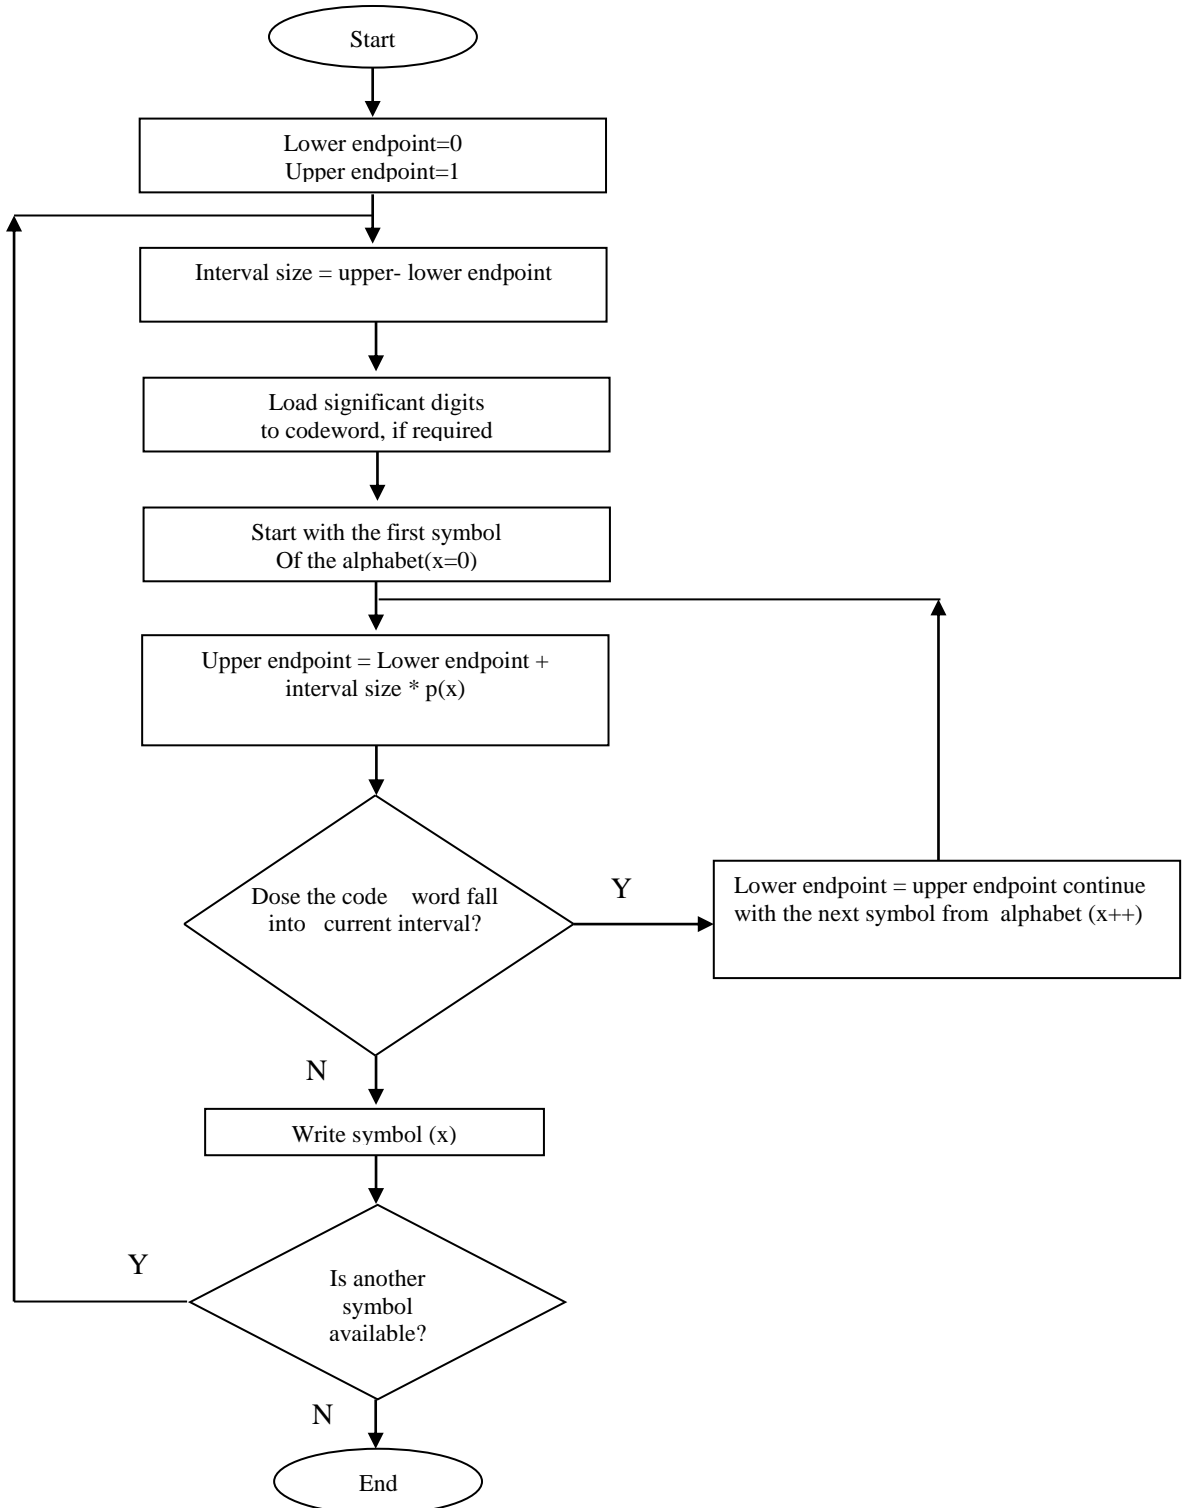 Start
Lower endpoint=0
Upper endpoint=1
Interval size = upper- lower endpoint
Load significant digits
to codeword, if required
Start with the first symbol
Of the alphabet(x=0)
Upper endpoint = Lower endpoint +
interval size * p(x)
Dose the code word fall
into current interval?
Y
Lower endpoint = upper endpoint continue
with the next symbol from alphabet (x++)
N
Write symbol (x)
Y
Is another
symbol
available?
N
End